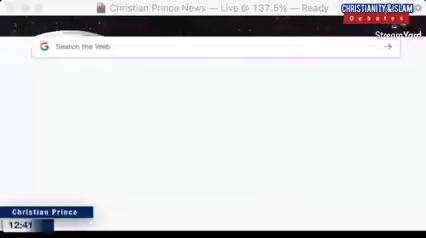 Christian Prince News — Live @ 137.5% — Ready
CHRISTIANITY&ISLAM
Debates
StreamYard
Search the Web
Christian Prince
12:41